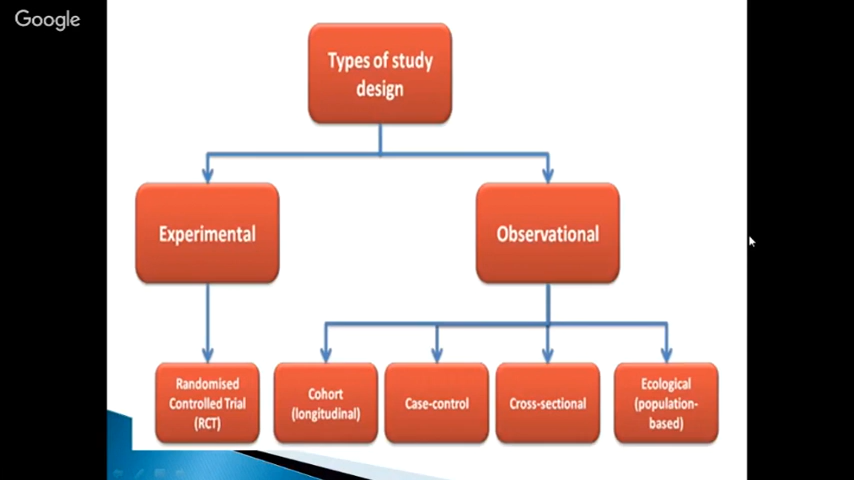 Google
Types of study
design
Experimental
Observational
Randomised
Controlled Trial
(RCT)
Cohort
(longitudinal)
Case-control
Cross-sectional
Ecological
(population-
based)